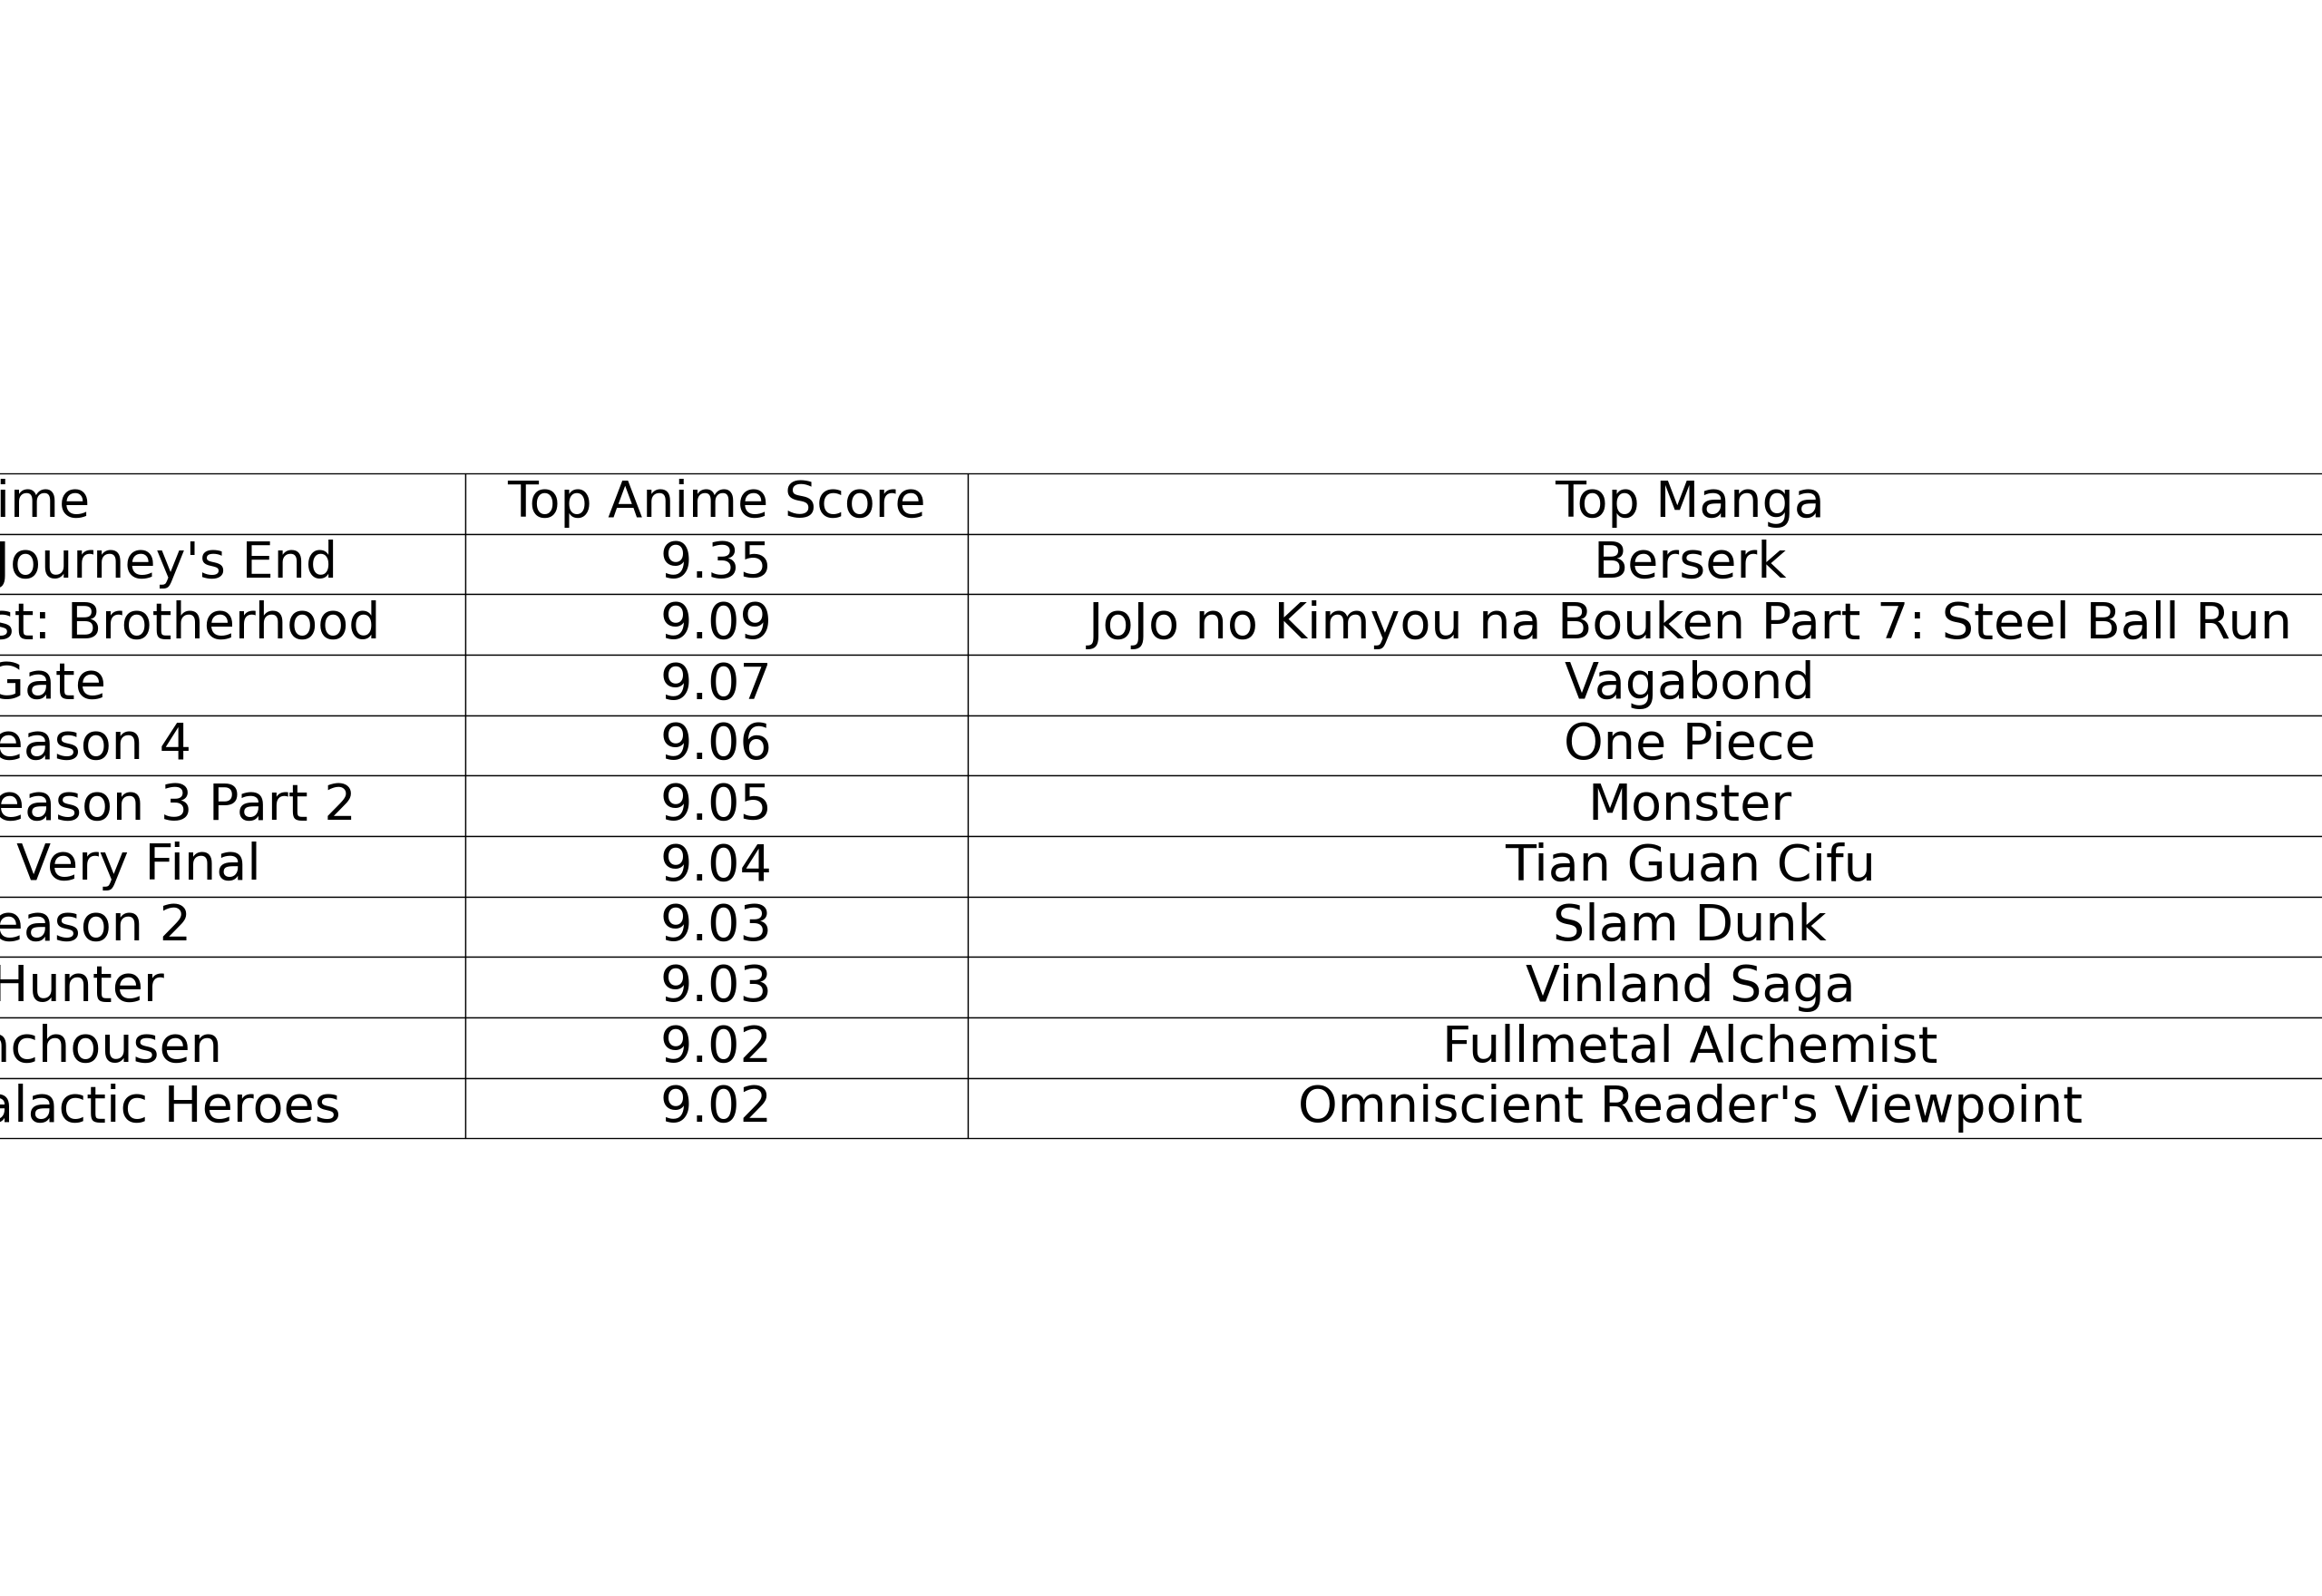 ime Top Anime Score Top Manga
Journey's End 9.35 Berserk
st: Brotherhood 9.09 JoJo no Kimyou na Bouken Part 7: Steel Ball Run
Gate 9.07 Vagabond
eason 4 9.06 One Piece
eason 3 Part 2 9.05 Monster
Very Final 9.04 Tian Guan Cifu
eason 2 9.03 Slam Dunk
Hunter 9.03 Vinland Saga
nchousen 9.02 Fullmetal Alchemist
alactic Heroes 9.02 Omniscient Reader's Viewpoint